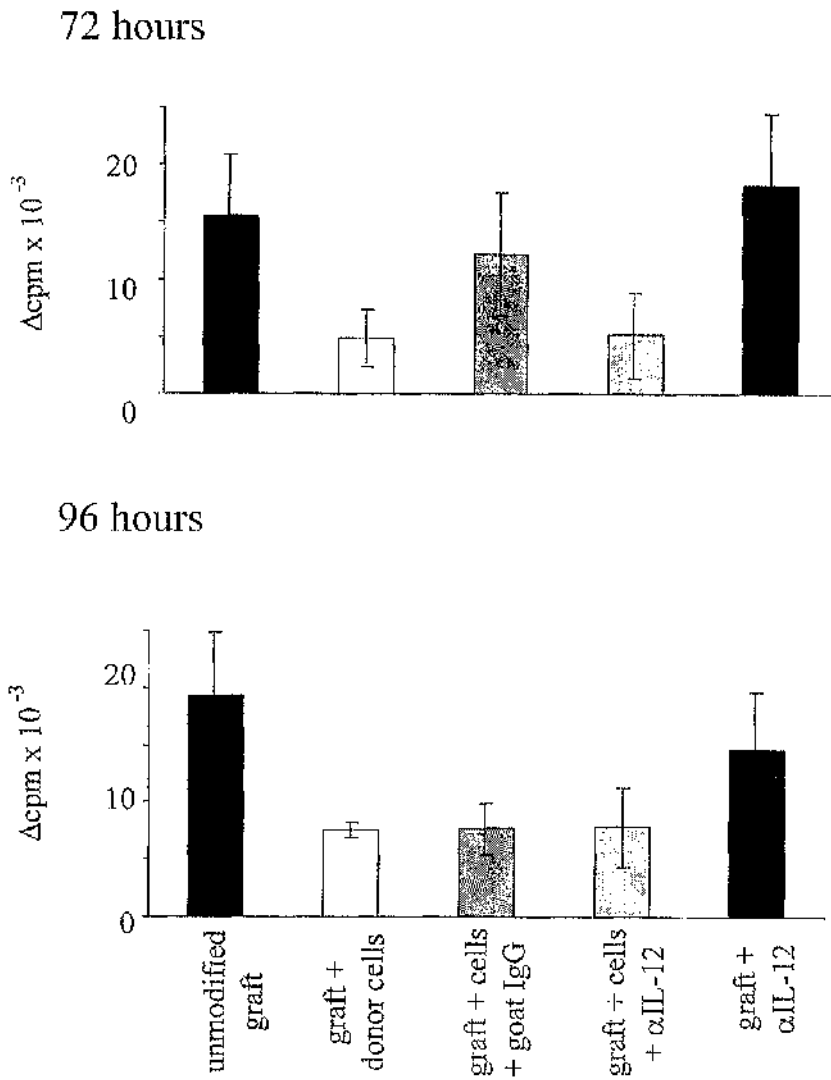 72 hours
Δcpm x 10⁻³
20
10
0
96 hours
Δcpm x 10⁻³
20
10
0
unmodified
graft
graft +
donor cells
graft + cells
+ goat IgG
graft + cells
+ αIL-12
graft +
αIL-12